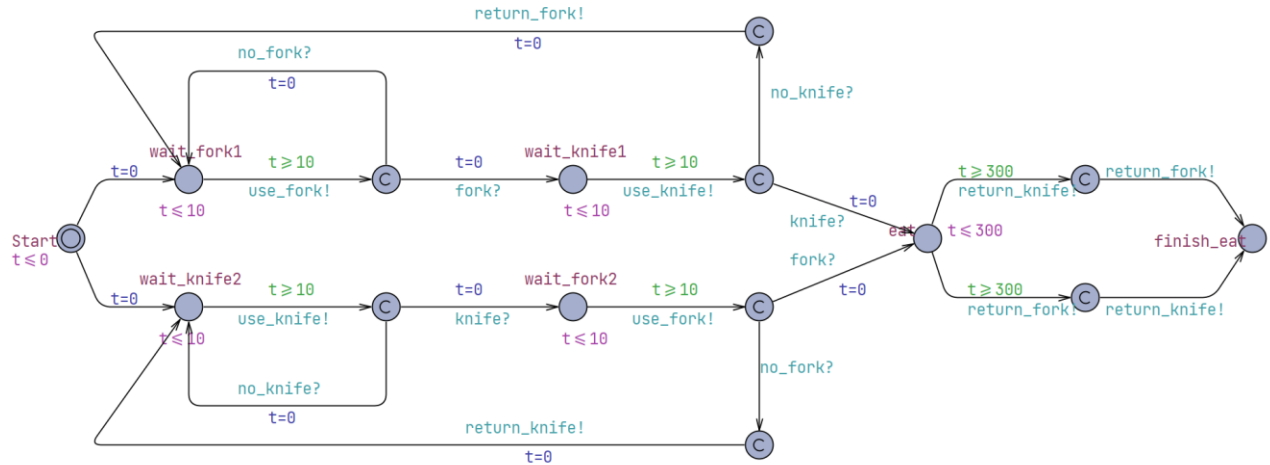 return_fork!
t=0
no_fork?
t=0
no_knife?
wait_fork1
t=0
t⩾10
use_fork!
t⩽10
C
t=0
fork?
wait_knife1
t⩽10
t⩾10
use_knife!
C
C
t=0
knife?
t⩾300
return_knife!
C
return_fork!
Start
t⩽0
eat
t⩽300
finish_eat
fork?
t=0
wait_knife2
t=0
t⩾10
use_knife!
t⩽10
C
t=0
knife?
wait_fork2
t⩽10
t⩾10
use_fork!
C
t⩾300
return_fork!
C
return_knife!
no_fork?
no_knife?
t=0
return_knife!
t=0
C